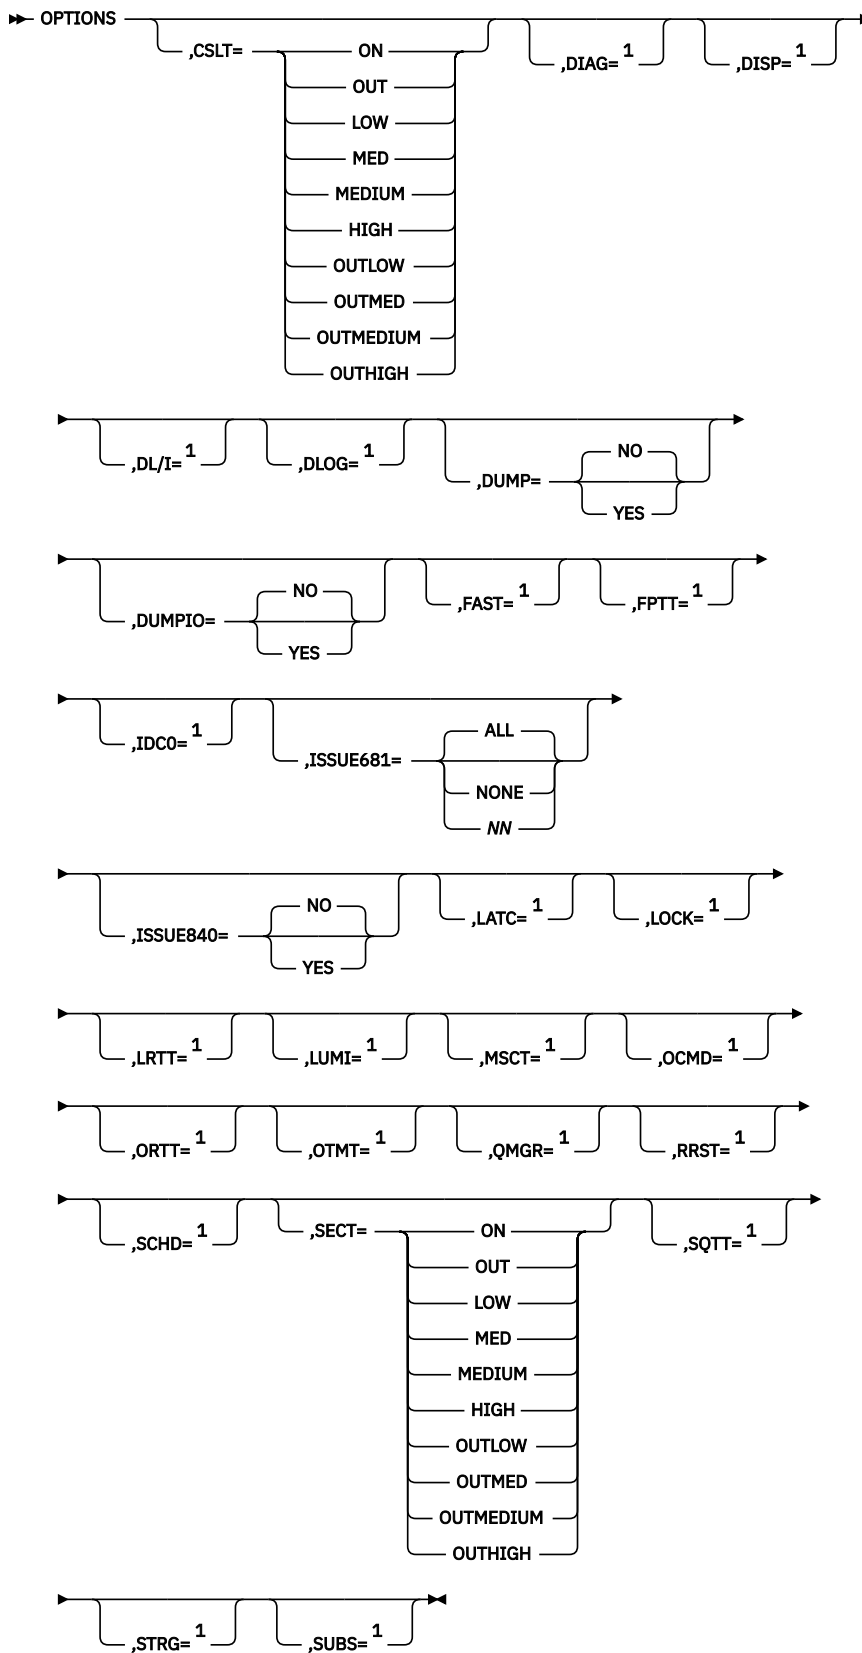 OPTIONS
,CSLT= ON ,DIAG= 1 ,DISP= 1
OUT
LOW
MED
MEDIUM
HIGH
OUTLOW
OUTMED
OUTMEDIUM
OUTHIGH
,DL/I= 1 ,DLOG= 1 ,DUMP= NO
YES
,DUMPIO= NO ,FAST= 1 ,FPTT= 1
YES
,IDC0= 1 ,ISSUE681= ALL
NONE
NN
,ISSUE840= NO ,LATC= 1 ,LOCK= 1
YES
,LRTT= 1 ,LUMI= 1 ,MSCT= 1 ,OCMD= 1
,ORTT= 1 ,OTMT= 1 ,QMGR= 1 ,RRST= 1
,SCHD= 1 ,SECT= ON ,SQTT= 1
OUT
LOW
MED
MEDIUM
HIGH
OUTLOW
OUTMED
OUTMEDIUM
OUTHIGH
,STRG= 1 ,SUBS= 1